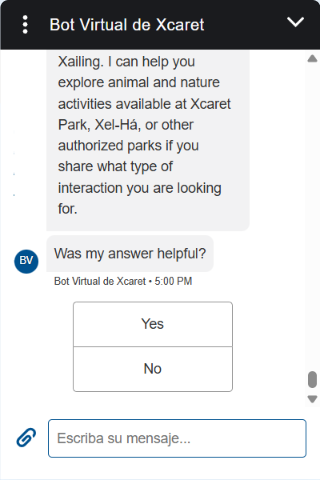 Bot Virtual de Xcaret
Xailing. I can help you
explore animal and nature
activities available at Xcaret
Park, Xel-Há, or other
authorized parks if you
share what type of
interaction you are looking
for.
Was my answer helpful?
BV
Bot Virtual de Xcaret • 5:00 PM
Yes
No
Escriba su mensaje...